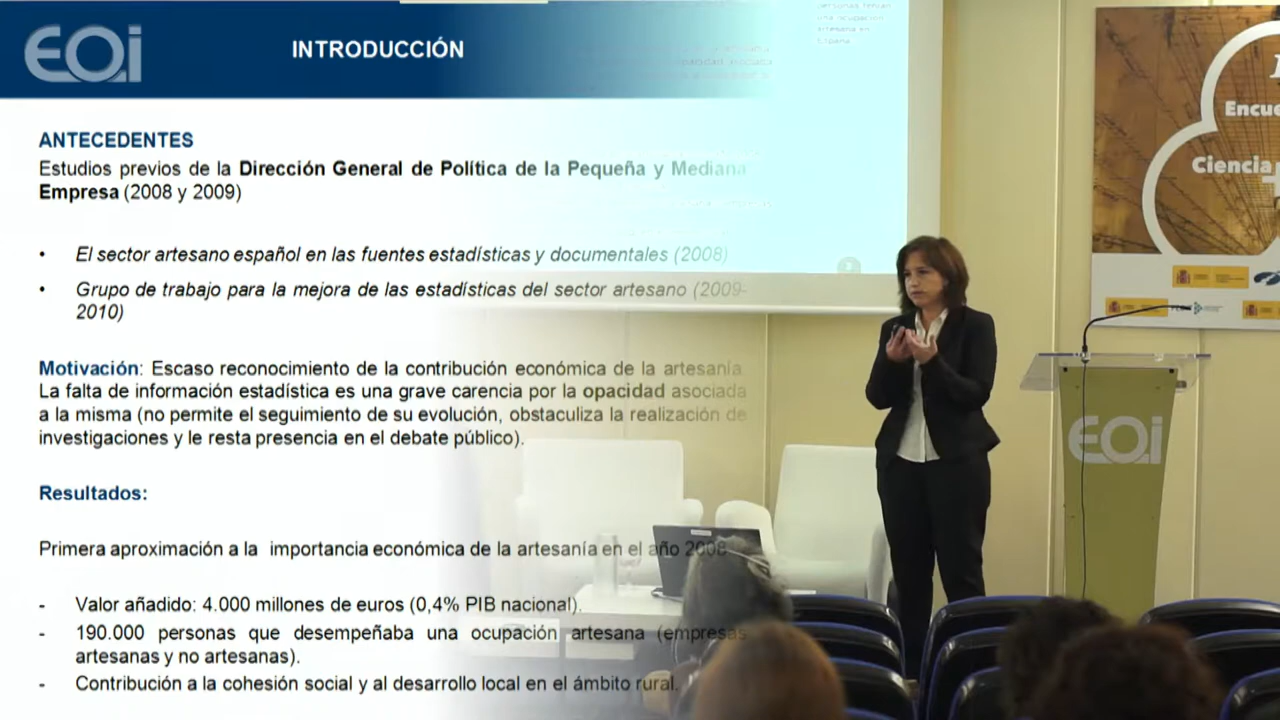 EOi
INTRODUCCIÓN
ANTECEDENTES
Estudios previos de la Dirección General de Política de la Pequeña y Mediana
Empresa (2008 y 2009)
• El sector artesano español en las fuentes estadísticas y documentales (2008)
• Grupo de trabajo para la mejora de las estadísticas del sector artesano (2009-
2010)
Motivación: Escaso reconocimiento de la contribución económica de la artesanía.
La falta de información estadística es una grave carencia por la opacidad asociada
a la misma (no permite el seguimiento de su evolución, obstaculiza la realización de
investigaciones y le resta presencia en el debate público).
Resultados:
Primera aproximación a la importancia económica de la artesanía en el año 2008
- Valor añadido: 4.000 millones de euros (0,4% PIB nacional).
- 190.000 personas que desempeñaba una ocupación artesana (empresas
artesanas y no artesanas).
- Contribución a la cohesión social y al desarrollo local en el ámbito rural.
personas tenían
una ocupación
artesana en
España
Encue
Ciencia
EOi